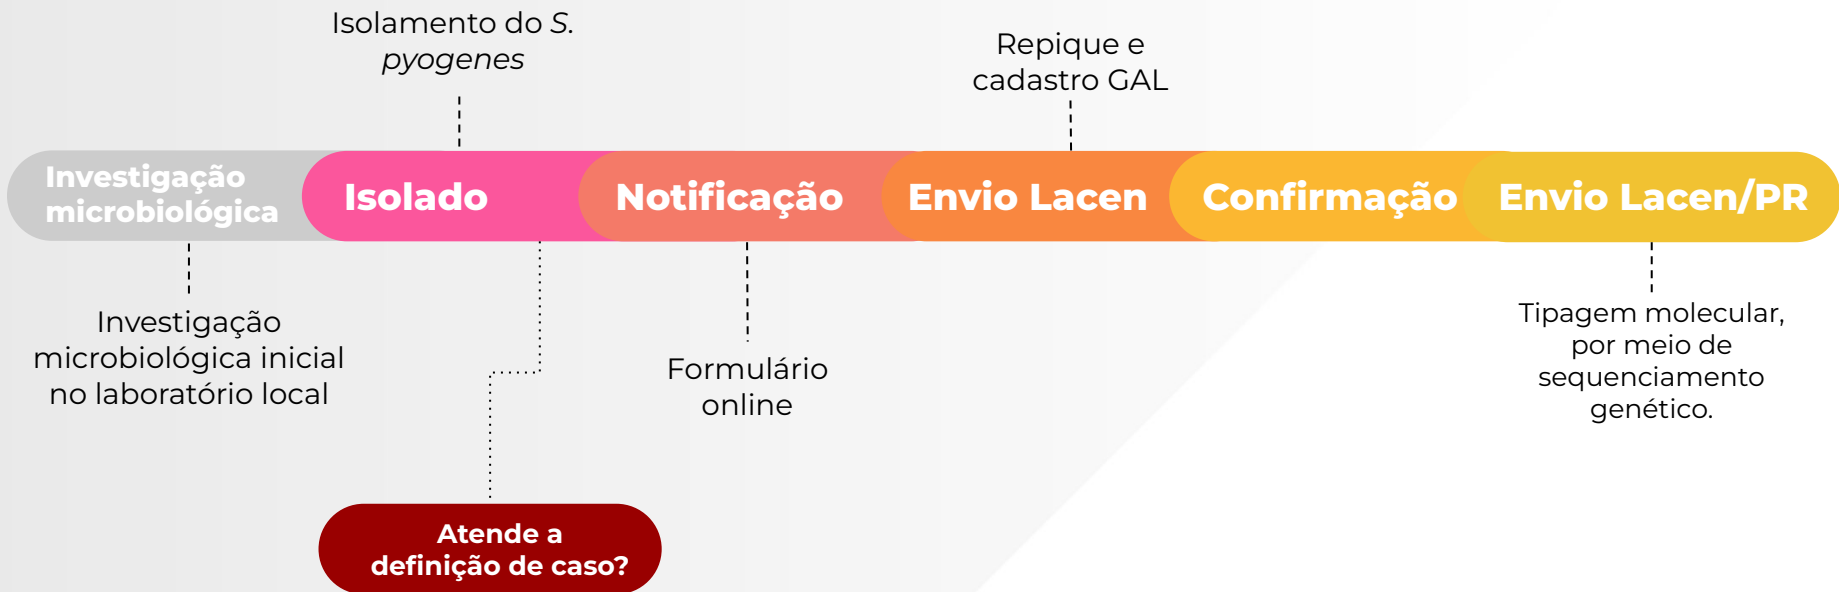 Isolamento do S.
pyogenes
Repique e
cadastro GAL
Investigação
microbiológica
Isolado
Notificação
Envio Lacen
Confirmação
Envio Lacen/PR
Investigação
microbiológica inicial
no laboratório local
Formulário
online
Tipagem molecular,
por meio de
sequenciamento
genético.
Atende a
definição de caso?